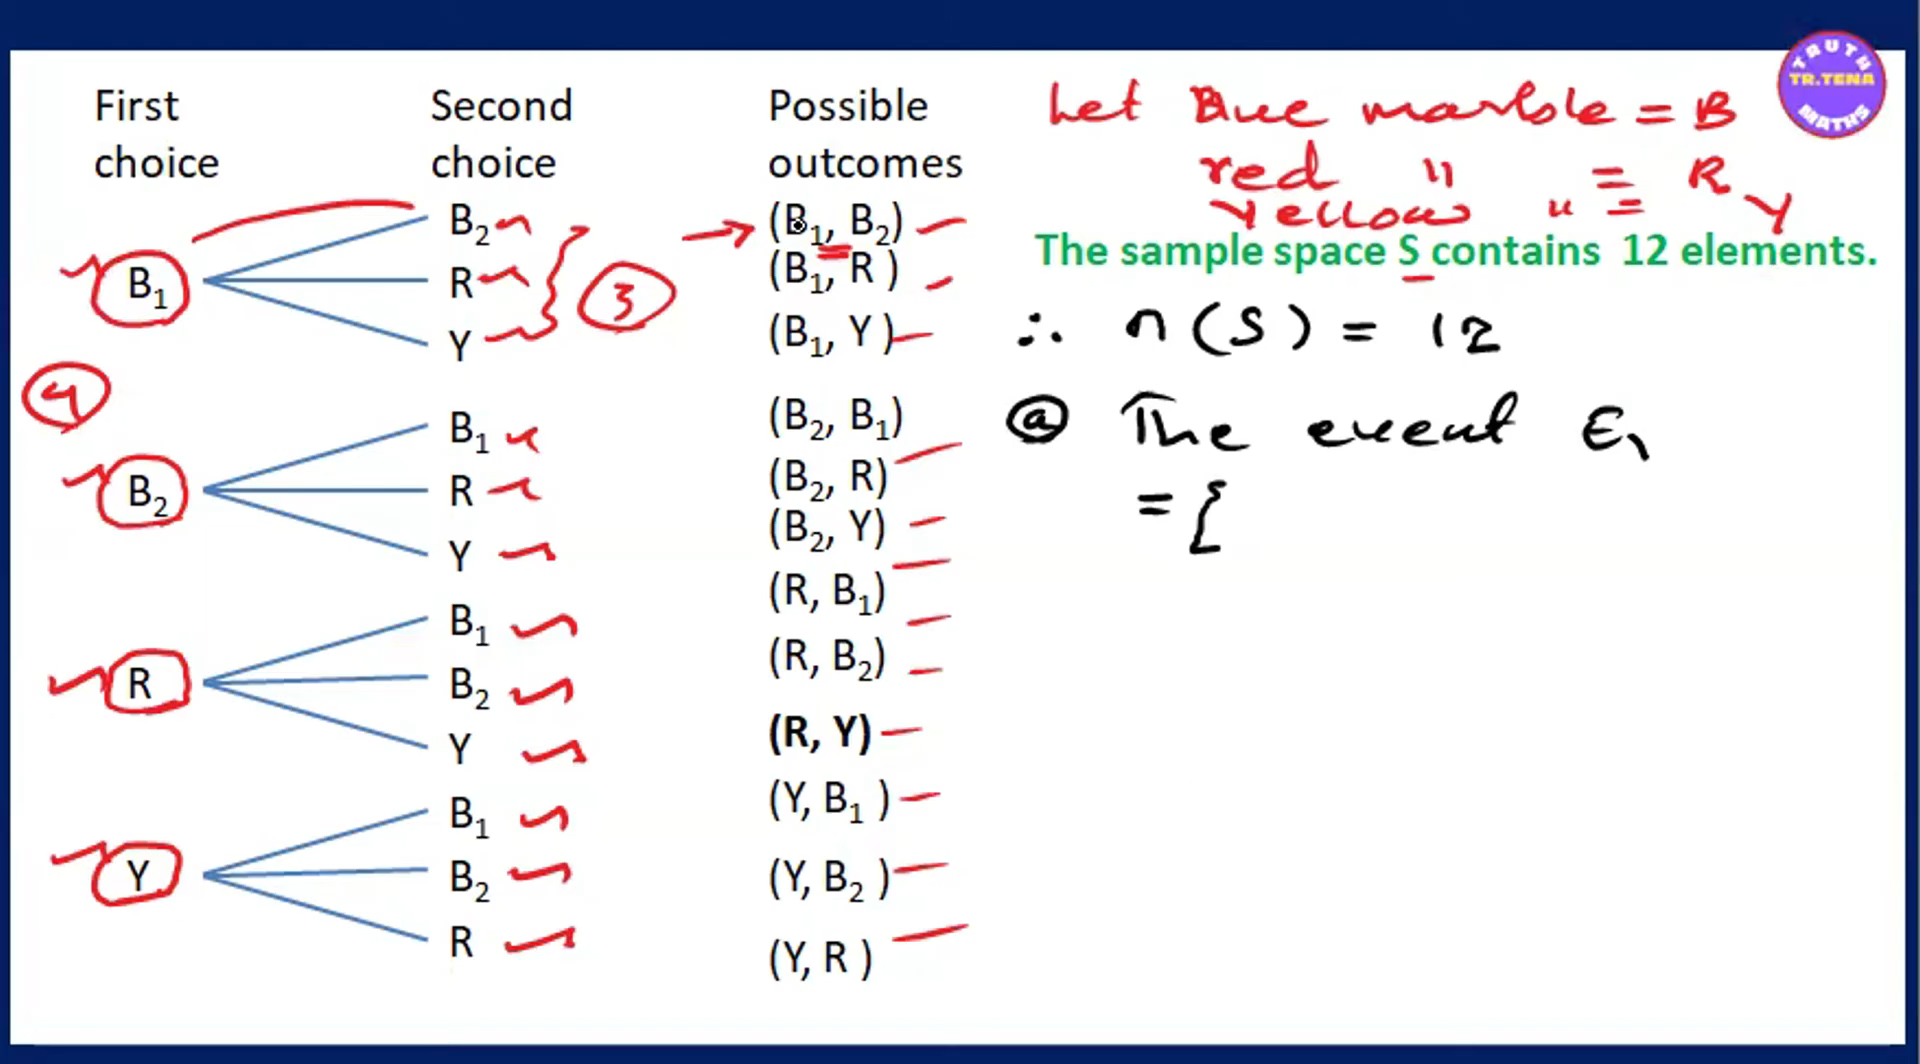 First choice
Second choice
Possible outcomes
B₁
B₂
R
Y
3
(B₁, B₂)
(B₁, R )
(B₁, Y )
4
B₂
B₁
R
Y
(B₂, B₁)
(B₂, R)
(B₂, Y)
R
B₁
B₂
Y
(R, B₁)
(R, B₂)
(R, Y)
Y
B₁
B₂
R
(Y, B₁ )
(Y, B₂ )
(Y, R )
Let Blue marble = B
red " = R
Yellow " = Y
The sample space S contains 12 elements.
∴ n(S) = 12
ⓐ The event E₁
= {
TRUTH
TR.TENA
MATHS